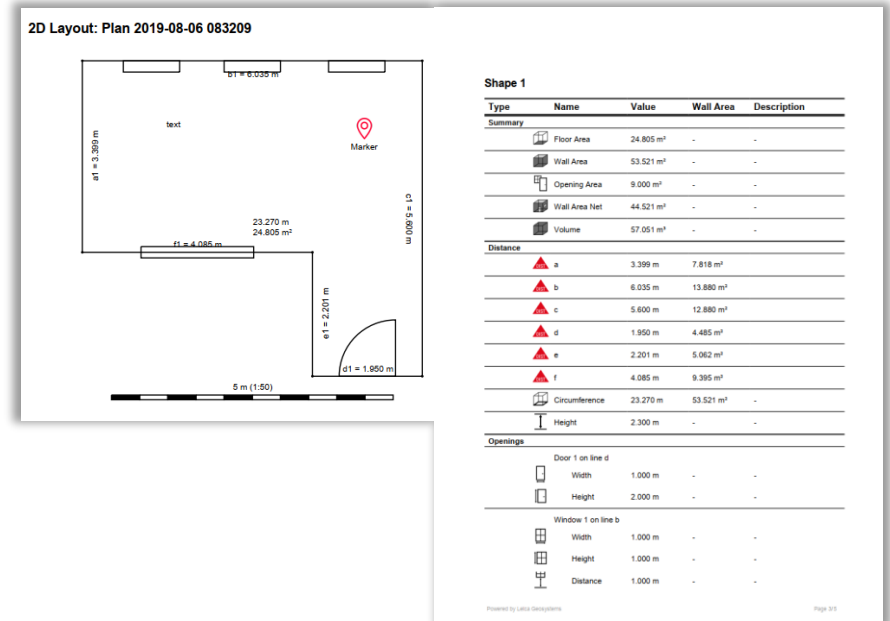 2D Layout: Plan 2019-08-06 083209
b1 = 6.035 m
text
Marker
a1 = 3.399 m
c1 = 5.600 m
23.270 m
24.805 m²
f1 = 4.085 m
e1 = 2.201 m
d1 = 1.950 m
5 m (1:50)
Shape 1
Type Name Value Wall Area Description
Summary
Floor Area 24.805 m² - -
Wall Area 53.521 m² - -
Opening Area 9.000 m² - -
Wall Area Net 44.521 m² - -
Volume 57.051 m³ - -
Distance
a 3.399 m 7.818 m²
b 6.035 m 13.880 m²
c 5.600 m 12.880 m²
d 1.950 m 4.485 m²
e 2.201 m 5.062 m²
f 4.085 m 9.395 m²
Circumference 23.270 m 53.521 m² -
Height 2.300 m - -
Openings
Door 1 on line d
Width 1.000 m - -
Height 2.000 m - -
Window 1 on line b
Width 1.000 m - -
Height 1.000 m - -
Distance 1.000 m - -
Powered by Leica Geosystems Page 3/5